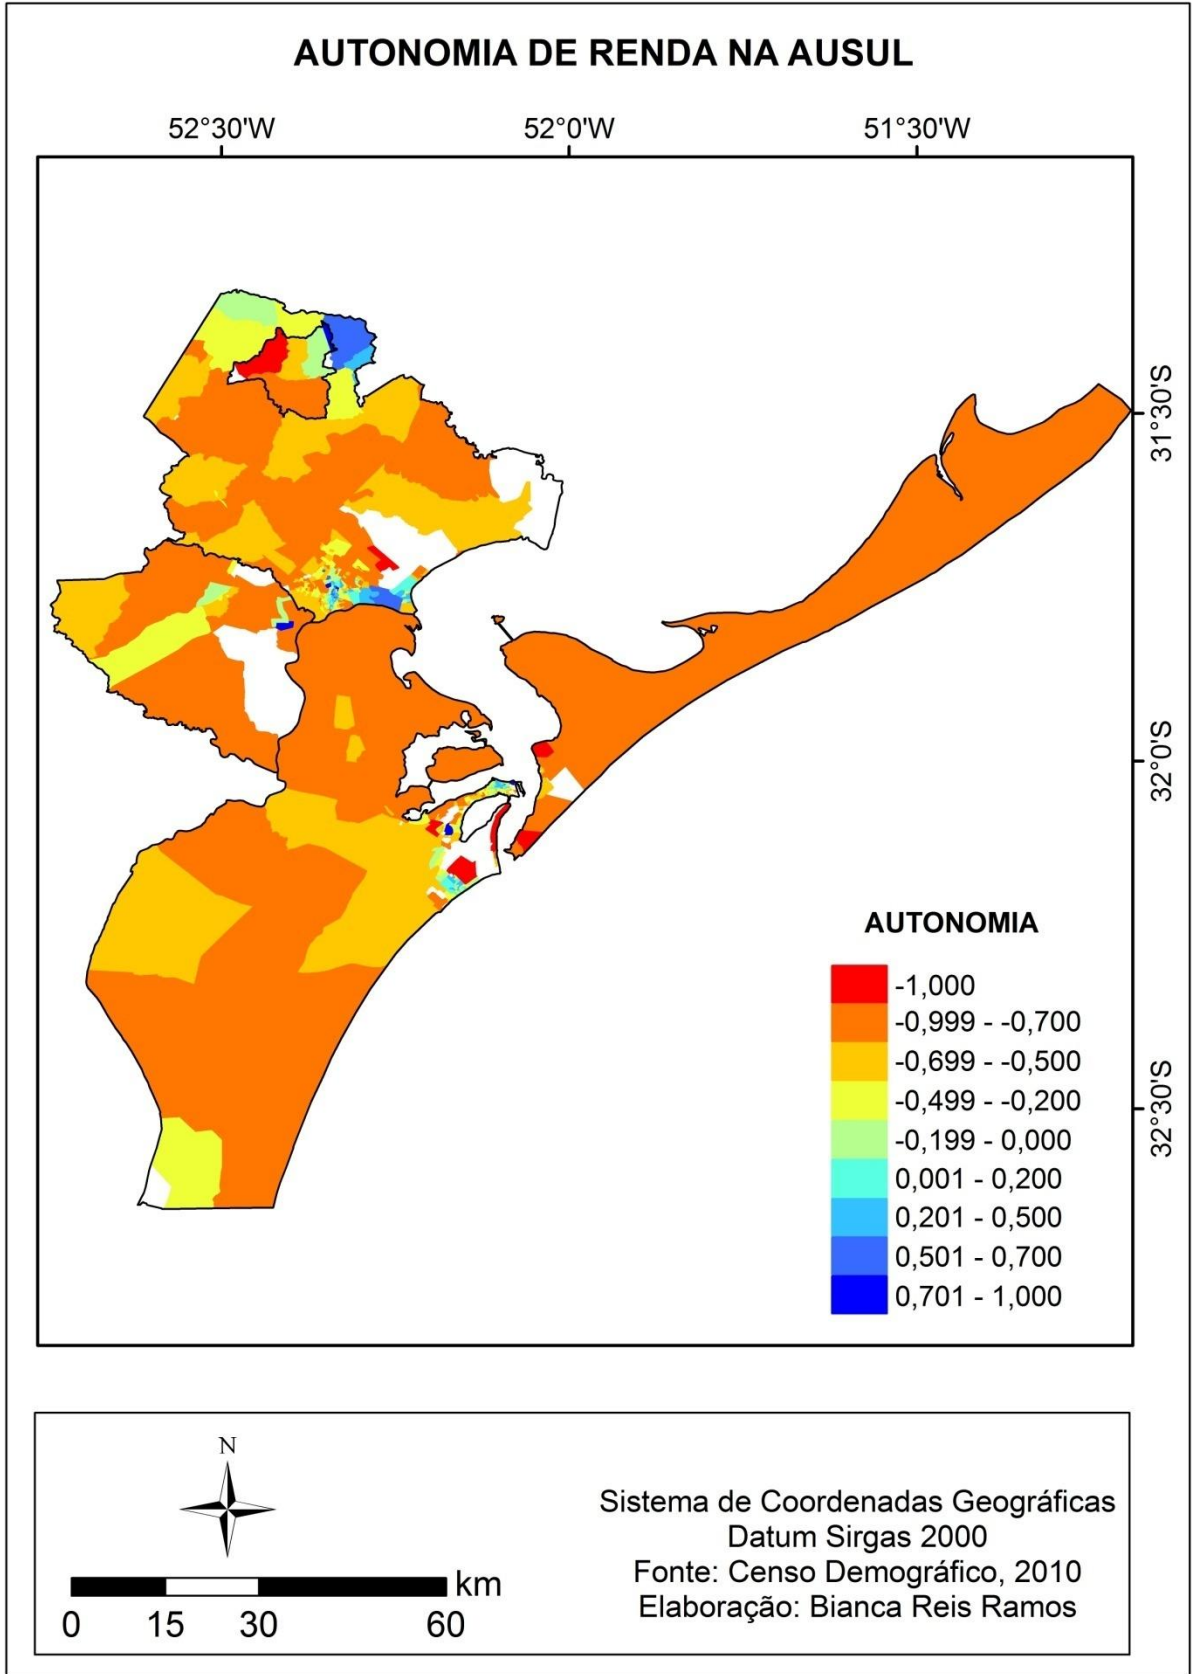 AUTONOMIA DE RENDA NA AUSUL
52°30'W
52°0'W
51°30'W
31°30'S
32°0'S
32°30'S
AUTONOMIA
-1,000
-0,999 - -0,700
-0,699 - -0,500
-0,499 - -0,200
-0,199 - 0,000
0,001 - 0,200
0,201 - 0,500
0,501 - 0,700
0,701 - 1,000
N
km
0 15 30 60
Sistema de Coordenadas Geográficas
Datum Sirgas 2000
Fonte: Censo Demográfico, 2010
Elaboração: Bianca Reis Ramos